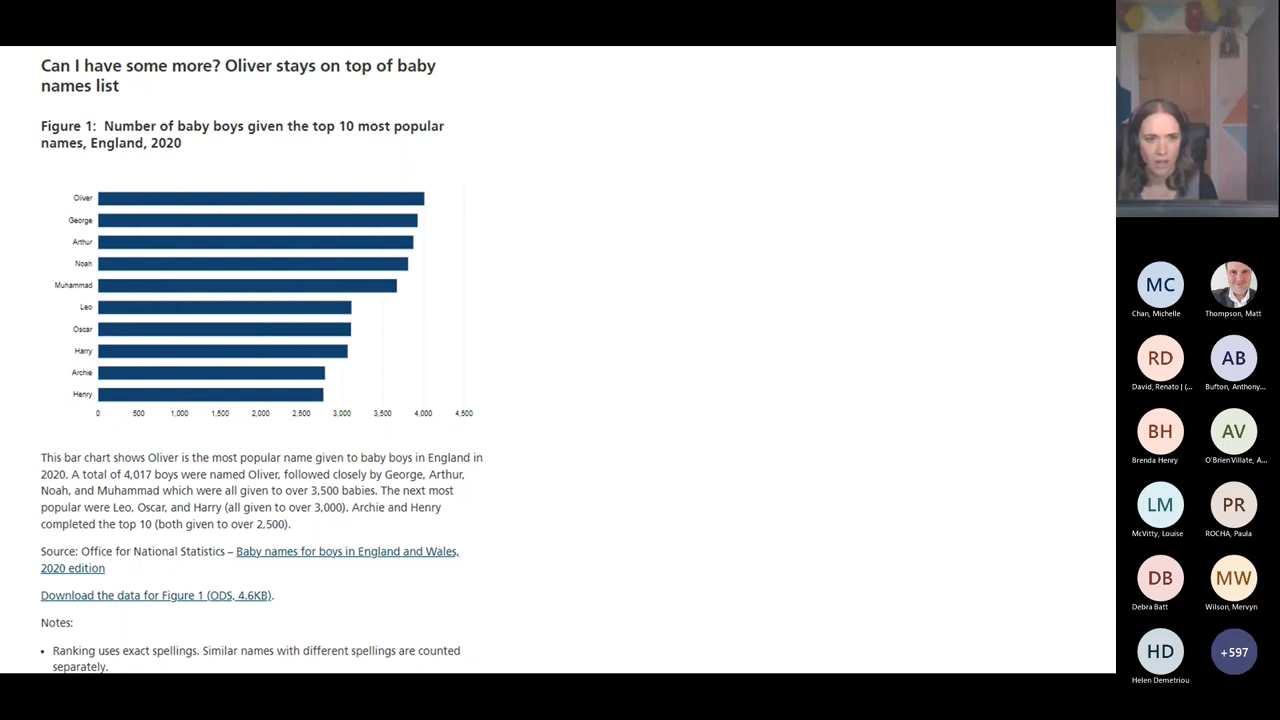 Can I have some more? Oliver stays on top of baby
names list
Figure 1: Number of baby boys given the top 10 most popular
names, England, 2020
Oliver
George
Arthur
Noah
Muhammad
Leo
Oscar
Harry
Archie
Henry
0 500 1,000 1,500 2,000 2,500 3,000 3,500 4,000 4,500
This bar chart shows Oliver is the most popular name given to baby boys in England in
2020. A total of 4,017 boys were named Oliver, followed closely by George, Arthur,
Noah, and Muhammad which were all given to over 3,500 babies. The next most
popular were Leo, Oscar, and Harry (all given to over 3,000). Archie and Henry
completed the top 10 (both given to over 2,500).
Source: Office for National Statistics – Baby names for boys in England and Wales,
2020 edition
Download the data for Figure 1 (ODS, 4.6KB).
Notes:
• Ranking uses exact spellings. Similar names with different spellings are counted
separately.
MC
Chan, Michelle
Thompson, Matt
RD
David, Renato | (...
AB
Bufton, Anthony...
BH
Brenda Henry
AV
O'Brien Villate, A...
LM
McVitty, Louise
PR
ROCHA, Paula
DB
Debra Batt
MW
Wilson, Mervyn
HD
Helen Demetriou
+597